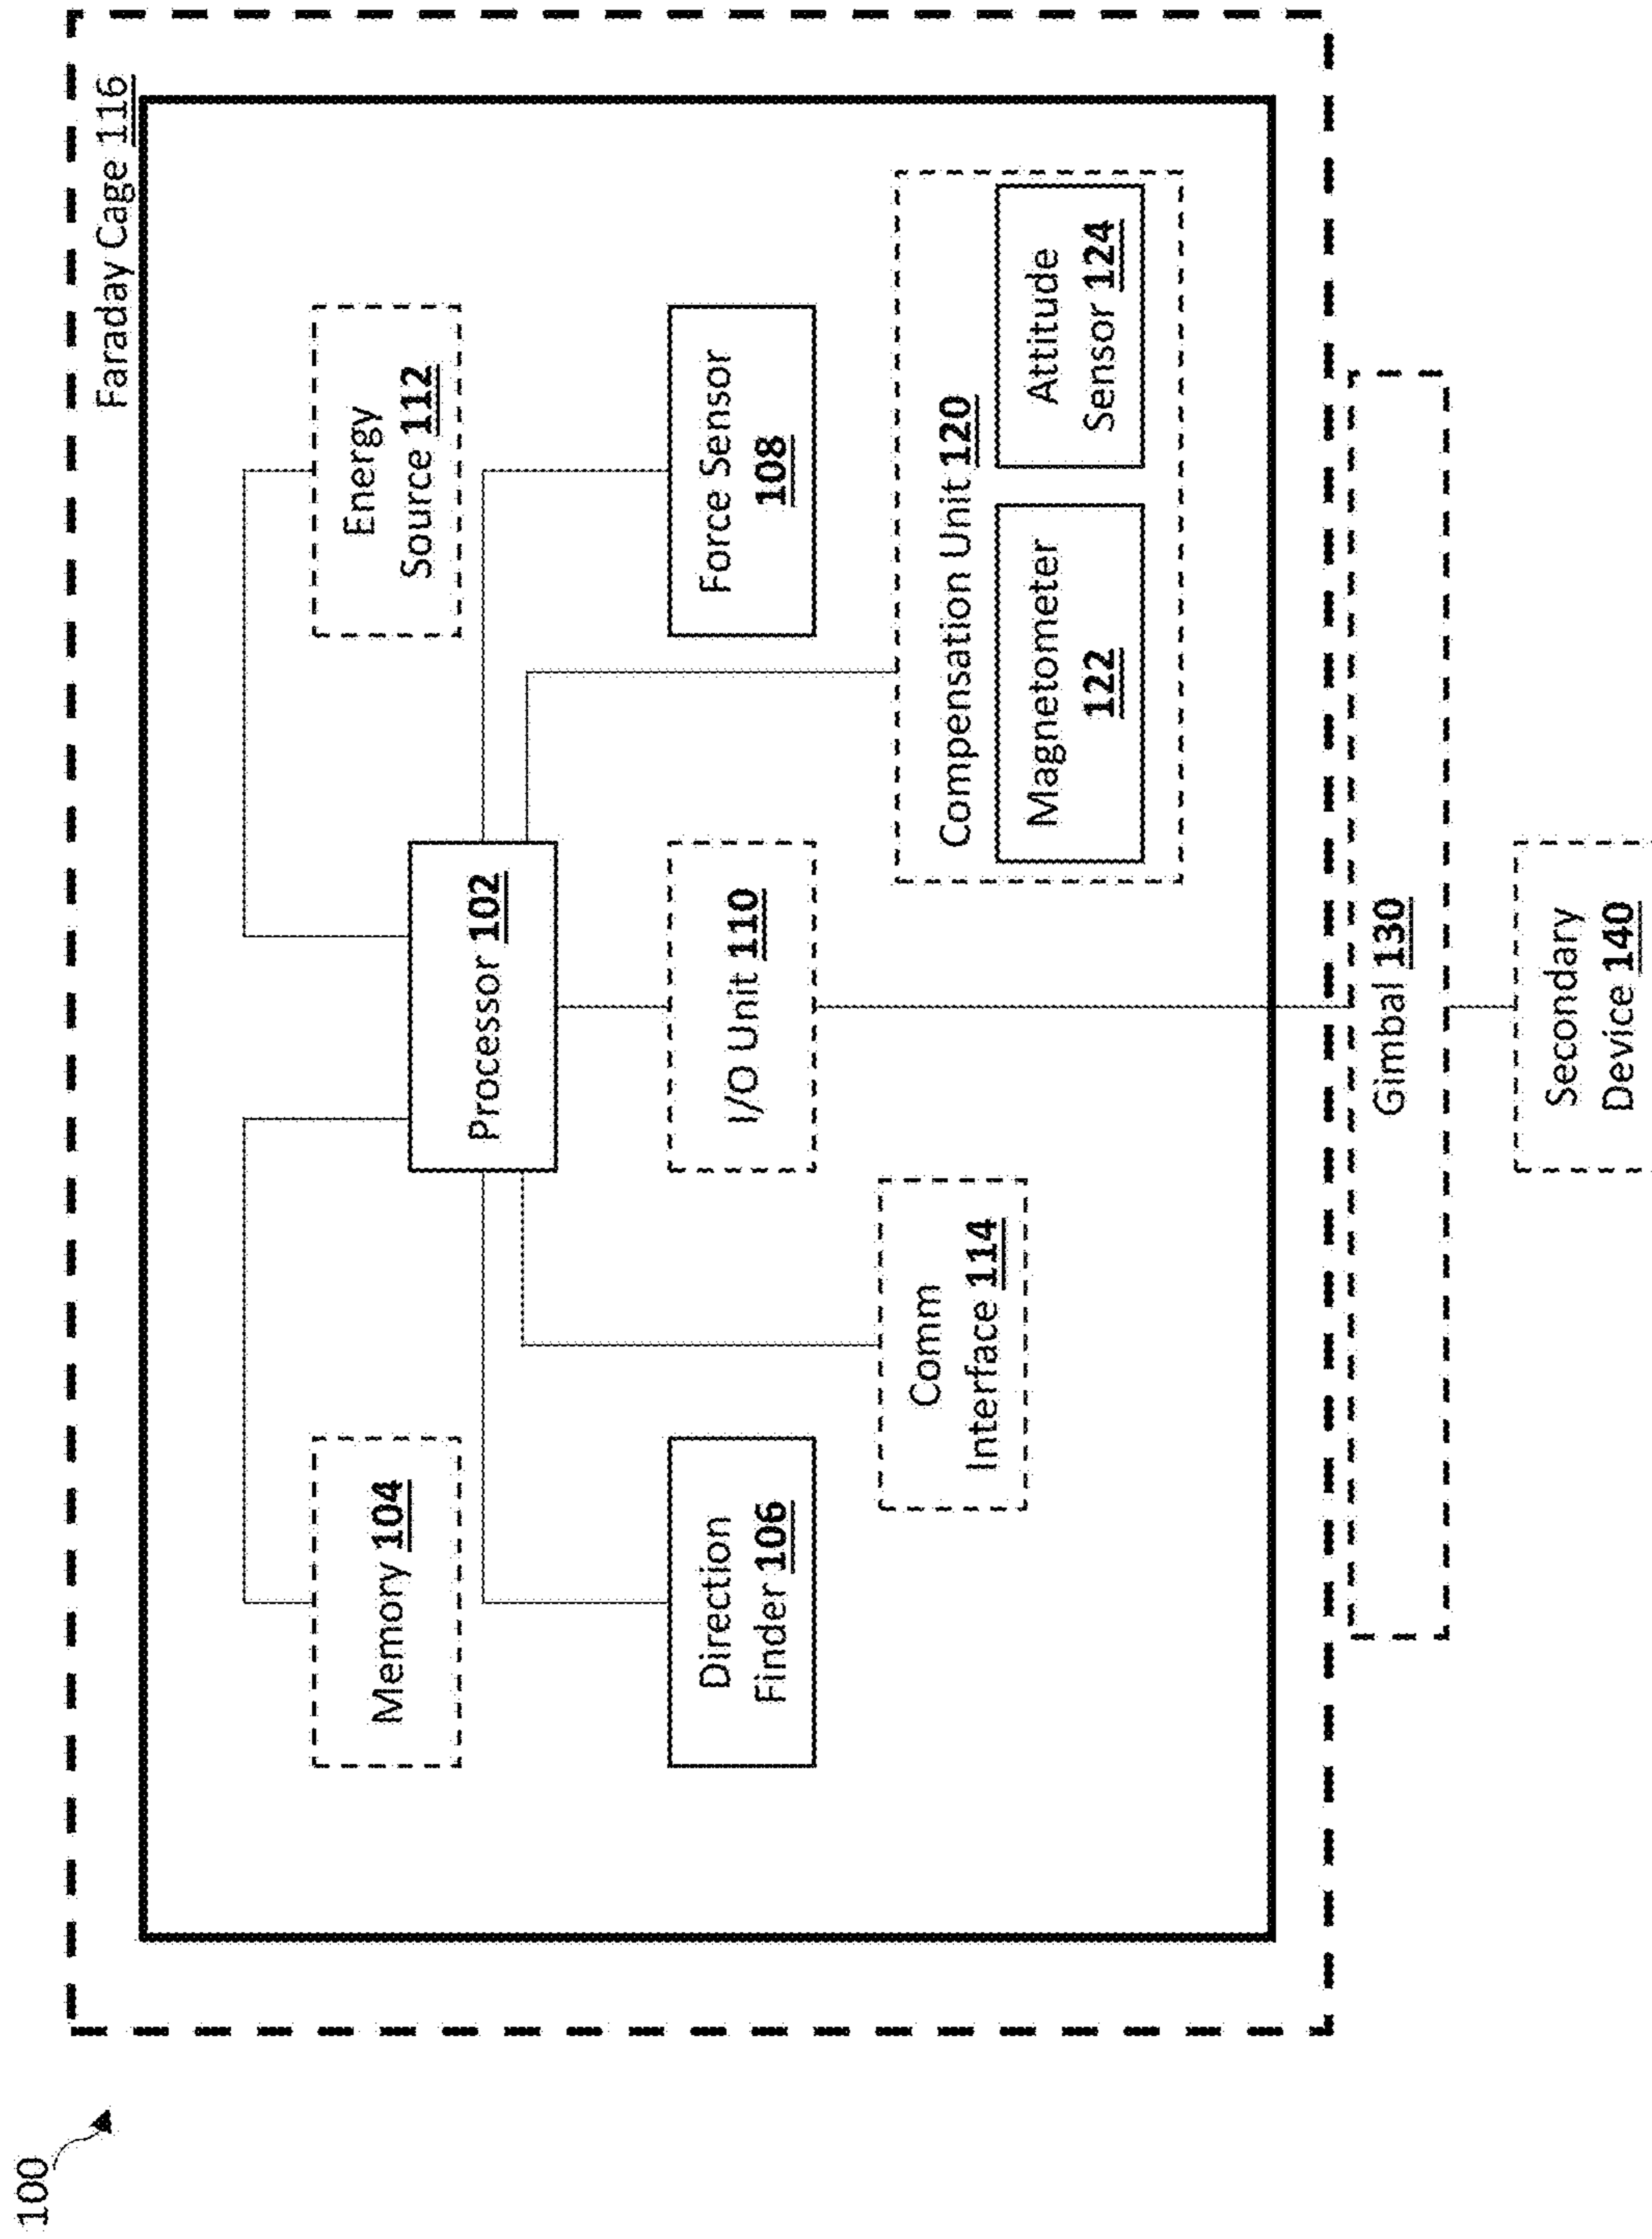 100
Faraday Cage 116
Memory 104
Energy
Source 112
Processor 102
Direction
Finder 106
I/O Unit 110
Force Sensor
108
Comm
Interface 114
Compensation Unit 120
Magnetometer
122
Attitude
Sensor 124
Gimbal 130
Secondary
Device 140